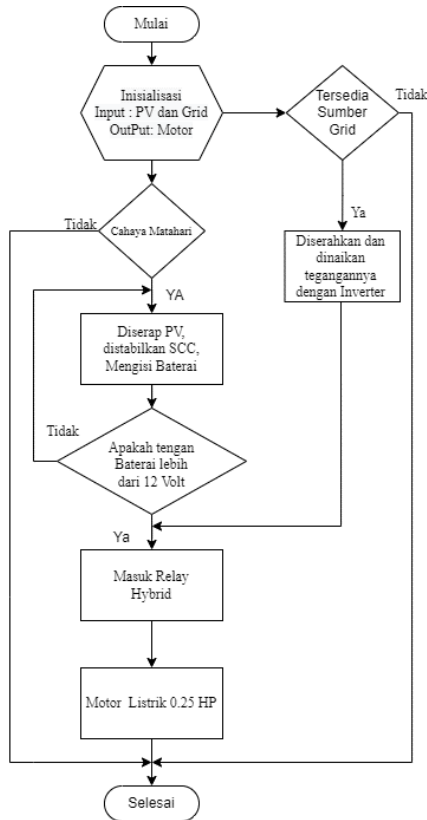 Mulai
Inisialisasi
Input : PV dan Grid
OutPut: Motor
Tersedia
Sumber
Grid
Tidak
Ya
Diserahkan dan
dinaikan
tegangannya
dengan Inverter
Tidak
Cahaya Matahari
YA
Diserap PV,
distabilkan SCC,
Mengisi Baterai
Tidak
Apakah tengan
Baterai lebih
dari 12 Volt
Ya
Masuk Relay
Hybrid
Motor Listrik 0.25 HP
Selesai